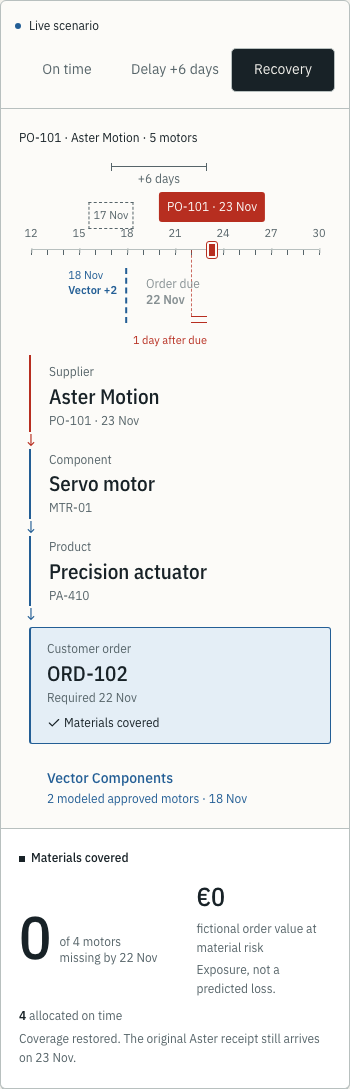 Live scenario
On time
Delay +6 days
Recovery
PO-101 · Aster Motion · 5 motors
+6 days
17 Nov
PO-101 · 23 Nov
12 15 18 21 24 27 30
18 Nov
Vector +2
Order due
22 Nov
1 day after due
Supplier
Aster Motion
PO-101 · 23 Nov
Component
Servo motor
MTR-01
Product
Precision actuator
PA-410
Customer order
ORD-102
Required 22 Nov
✓ Materials covered
Vector Components
2 modeled approved motors · 18 Nov
Materials covered
0
of 4 motors
missing by 22 Nov
€0
fictional order value at
material risk
Exposure, not a
predicted loss.
4 allocated on time
Coverage restored. The original Aster receipt still arrives
on 23 Nov.